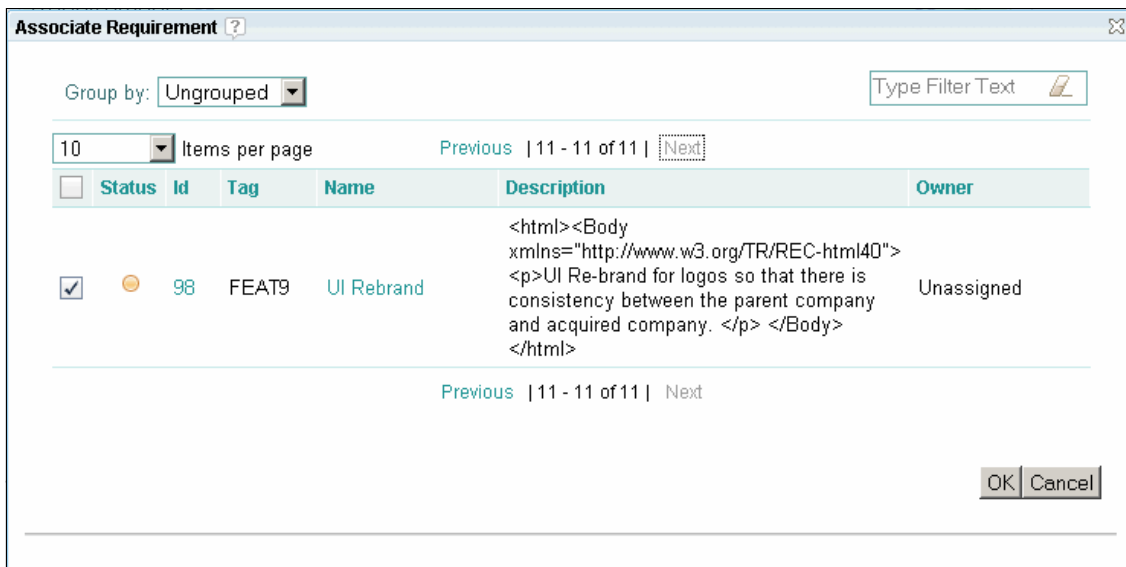 Associate Requirement ?
Group by: Ungrouped
Type Filter Text
10 Items per page Previous | 11 - 11 of 11 | Next
Status Id Tag Name Description Owner
<html><Body
xmlns="http://www.w3.org/TR/REC-html40">
<p>UI Re-brand for logos so that there is
98 FEAT9 UI Rebrand consistency between the parent company Unassigned
and acquired company. </p> </Body>
</html>
Previous | 11 - 11 of 11 | Next
OK Cancel